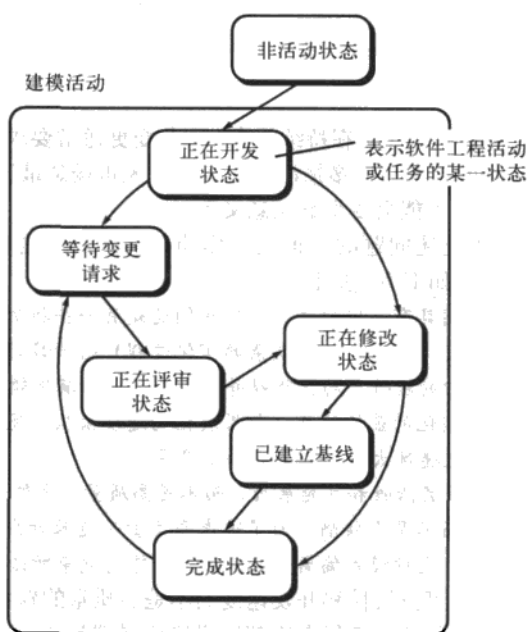 非活动状态
建模活动
正在开发
状态
表示软件工程活动
或任务的某一状态
等待变更
请求
正在修改
状态
正在评审
状态
已建立基线
完成状态